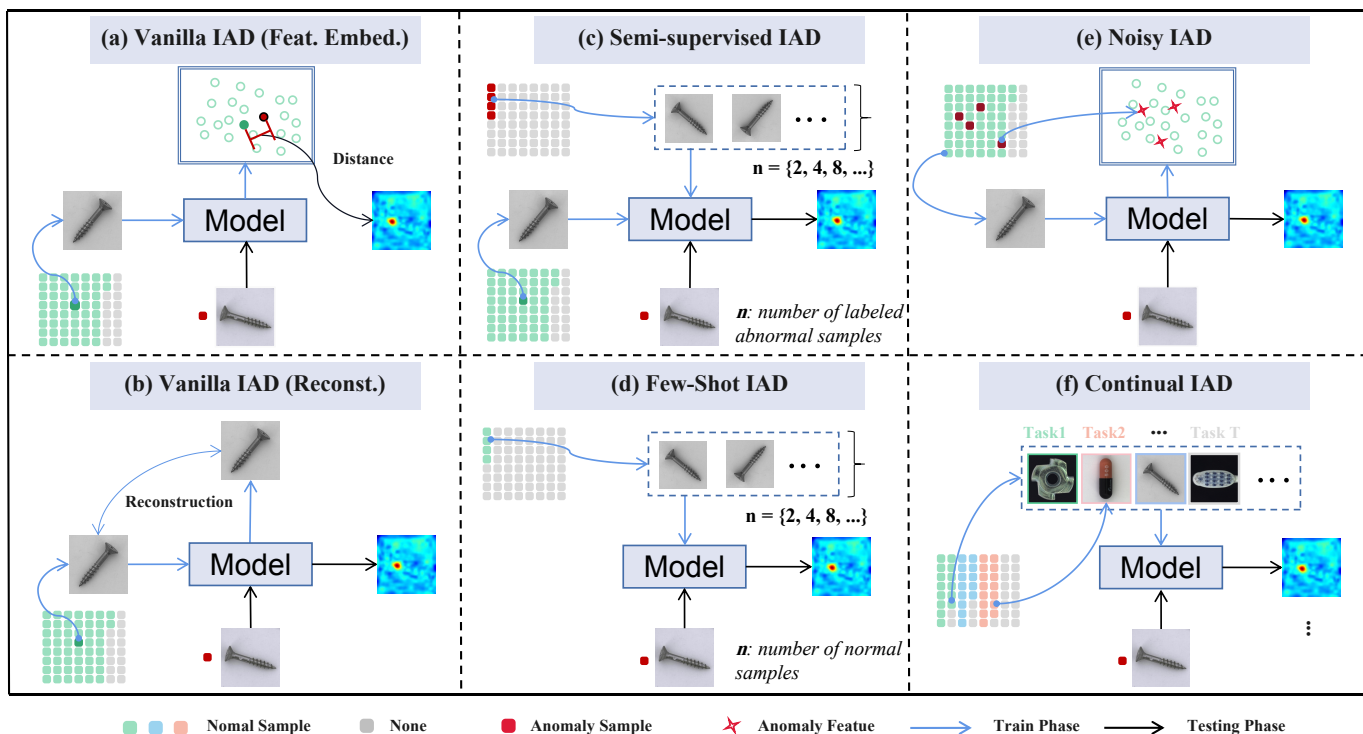 (a) Vanilla IAD (Feat. Embed.)
Distance
Model
(b) Vanilla IAD (Reconst.)
Reconstruction
Model
(c) Semi-supervised IAD
n = {2, 4, 8, ...}
Model
n: number of labeled
abnormal samples
(d) Few-Shot IAD
n = {2, 4, 8, ...}
Model
n: number of normal
samples
(e) Noisy IAD
Model
(f) Continual IAD
Task1 Task2 ... Task T
Model
Nomal Sample None Anomaly Sample Anomaly Featue Train Phase Testing Phase